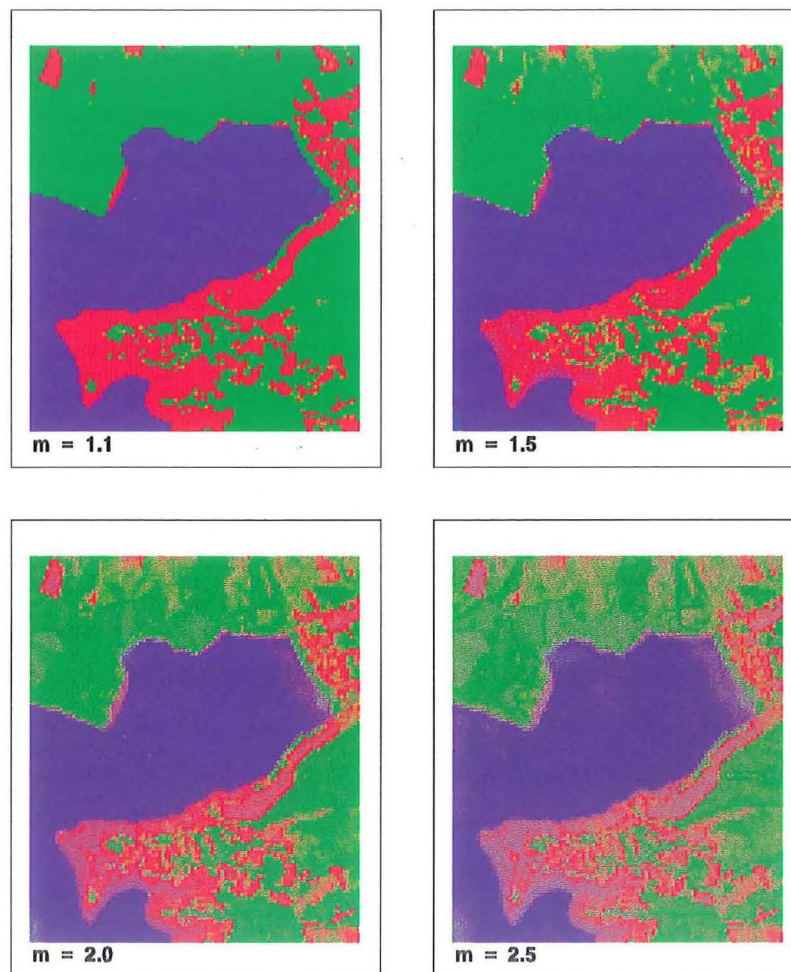 m = 1.1
m = 1.5
m = 2.0
m = 2.5